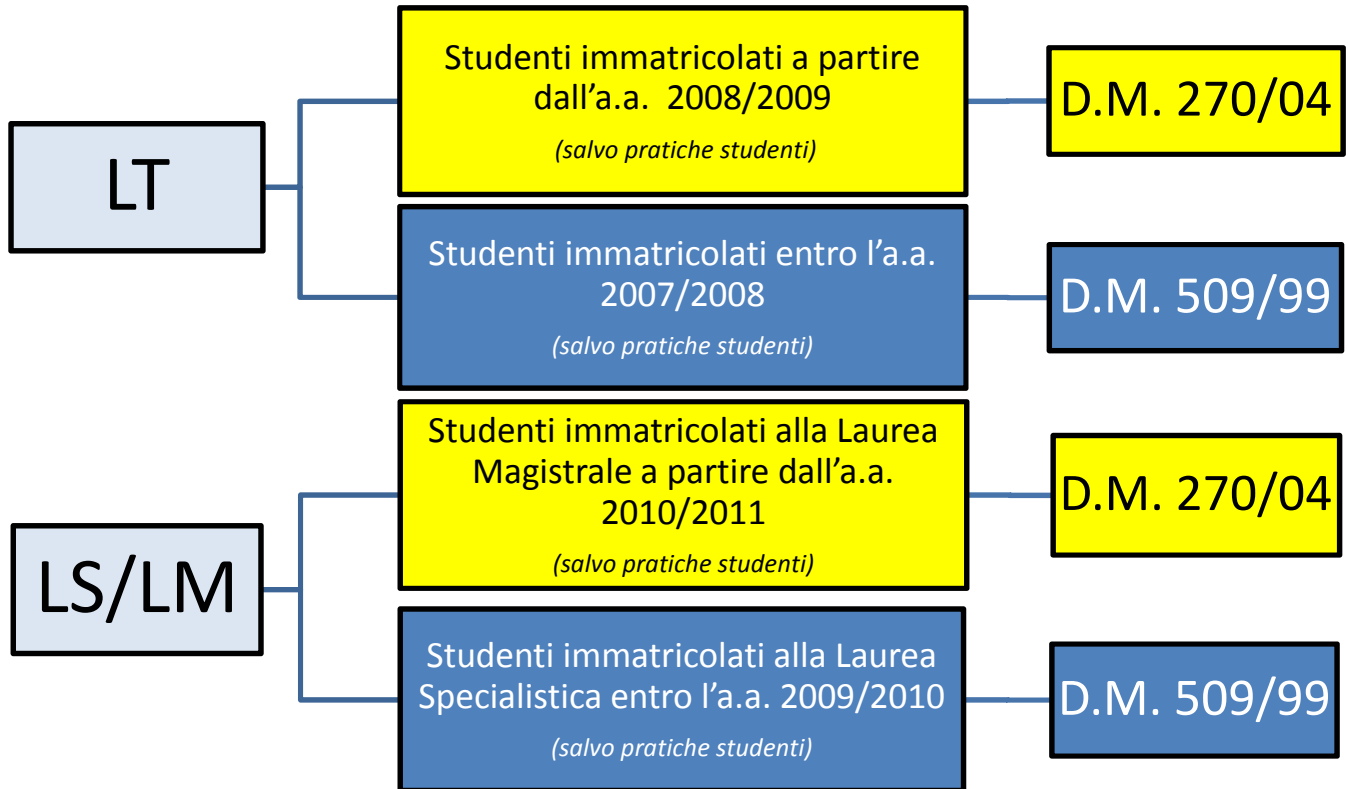 LT
Studenti immatricolati a partire
dall’a.a.  2008/2009
(salvo pratiche studenti)
D.M. 270/04
Studenti immatricolati entro l’a.a.
2007/2008
(salvo pratiche studenti)
D.M. 509/99
LS/LM
Studenti immatricolati alla Laurea
Magistrale a partire dall’a.a.
2010/2011
(salvo pratiche studenti)
D.M. 270/04
Studenti immatricolati alla Laurea
Specialistica entro l’a.a. 2009/2010
(salvo pratiche studenti)
D.M. 509/99